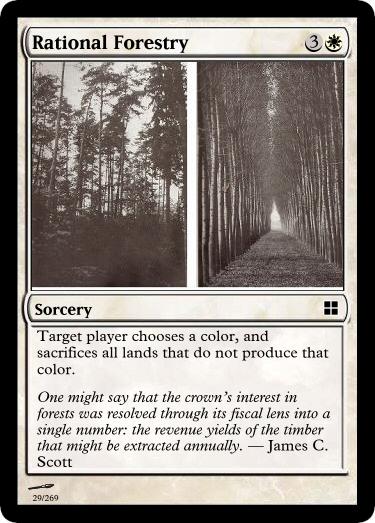 Rational Forestry 3
Sorcery
Target player chooses a color, and
sacrifices all lands that do not produce that
color.
One might say that the crown's interest in
forests was resolved through its fiscal lens into a
single number: the revenue yields of the timber
that might be extracted annually. — James C.
Scott
29/269